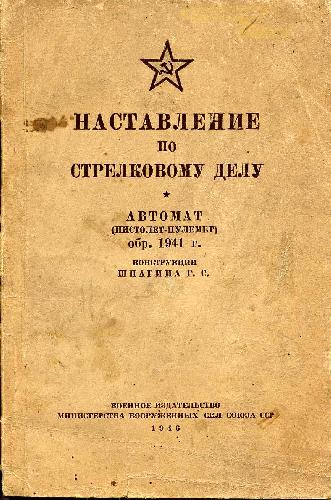 НАСТАВЛЕНИЕ
ПО
СТРЕЛКОВОМУ ДЕЛУ
АВТОМАТ
(ПИСТОЛЕТ-ПУЛЕМЕТ)
обр. 1941 г.
КОНСТРУКЦИИ
ШПАГИНА Г. С.
ВОЕННОЕ ИЗДАТЕЛЬСТВО
МИНИСТЕРСТВА ВООРУЖЕННЫХ СИЛ СОЮЗА ССР
1946